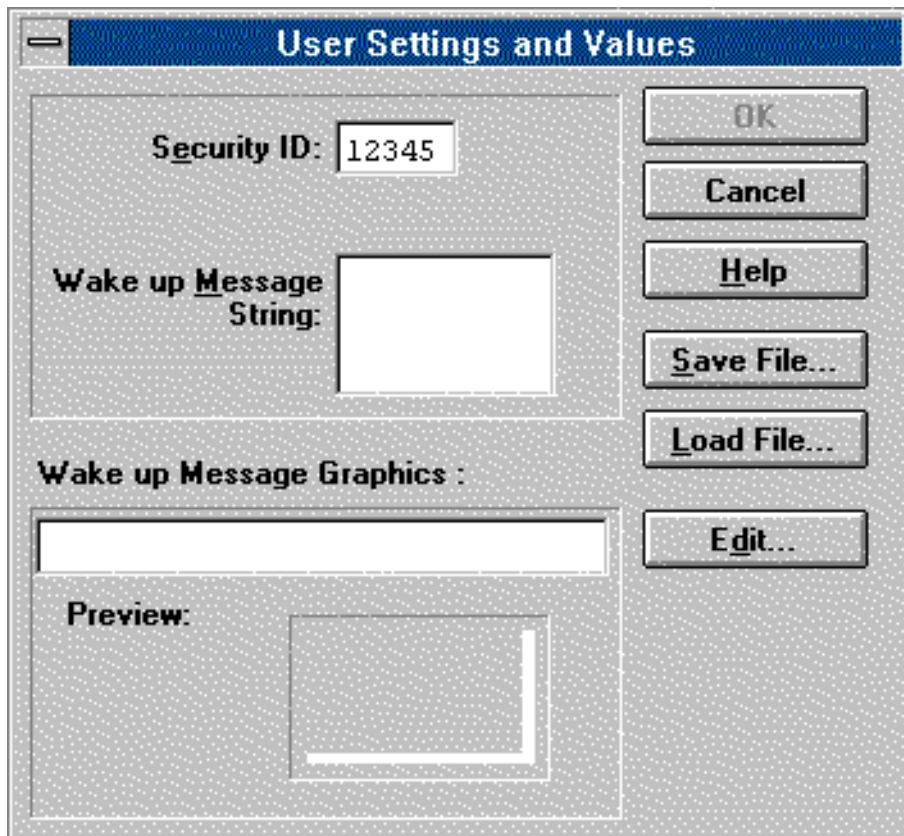 User Settings and Values
Security ID: 12345
OK
Cancel
Wake up Message
String:
Help
Save File...
Load File...
Wake up Message Graphics :
Edit...
Preview: